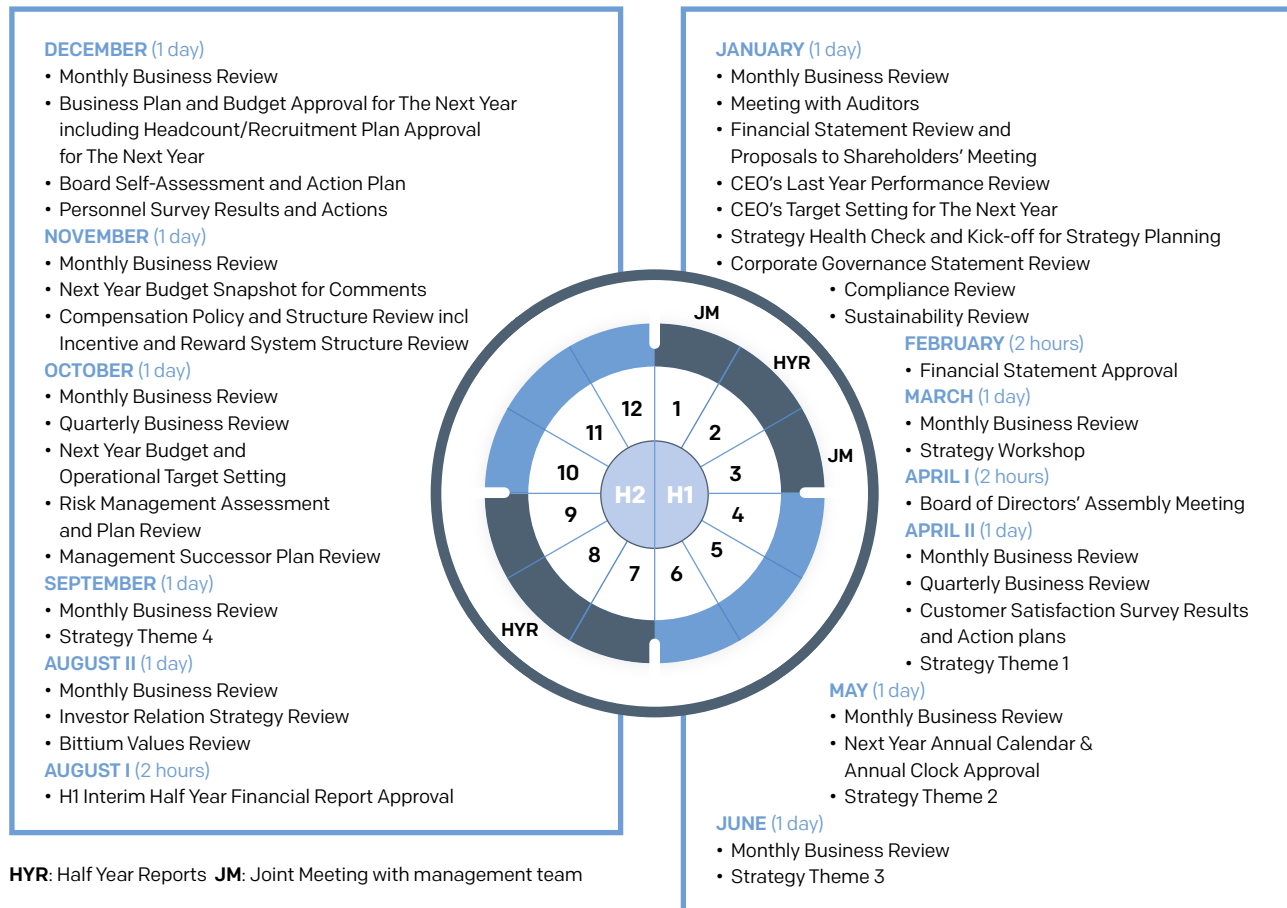 DECEMBER (1 day)
• Monthly Business Review
• Business Plan and Budget Approval for The Next Year
including Headcount/Recruitment Plan Approval
for The Next Year
• Board Self-Assessment and Action Plan
• Personnel Survey Results and Actions
NOVEMBER (1 day)
• Monthly Business Review
• Next Year Budget Snapshot for Comments
• Compensation Policy and Structure Review incl
Incentive and Reward System Structure Review
OCTOBER (1 day)
• Monthly Business Review
• Quarterly Business Review
• Next Year Budget and
Operational Target Setting
• Risk Management Assessment
and Plan Review
• Management Successor Plan Review
SEPTEMBER (1 day)
• Monthly Business Review
• Strategy Theme 4
AUGUST II (1 day)
• Monthly Business Review
• Investor Relation Strategy Review
• Bittium Values Review
AUGUST I (2 hours)
• H1 Interim Half Year Financial Report Approval
JM
HYR
JM
HYR
12
1
11
2
10
3
H2
H1
9
4
8
5
7
6
JANUARY (1 day)
• Monthly Business Review
• Meeting with Auditors
• Financial Statement Review and
Proposals to Shareholders' Meeting
• CEO's Last Year Performance Review
• CEO's Target Setting for The Next Year
• Strategy Health Check and Kick-off for Strategy Planning
• Corporate Governance Statement Review
• Compliance Review
• Sustainability Review
FEBRUARY (2 hours)
• Financial Statement Approval
MARCH (1 day)
• Monthly Business Review
• Strategy Workshop
APRIL I (2 hours)
• Board of Directors' Assembly Meeting
APRIL II (1 day)
• Monthly Business Review
• Quarterly Business Review
• Customer Satisfaction Survey Results
and Action plans
• Strategy Theme 1
MAY (1 day)
• Monthly Business Review
• Next Year Annual Calendar &
Annual Clock Approval
• Strategy Theme 2
JUNE (1 day)
• Monthly Business Review
• Strategy Theme 3
HYR: Half Year Reports JM: Joint Meeting with management team